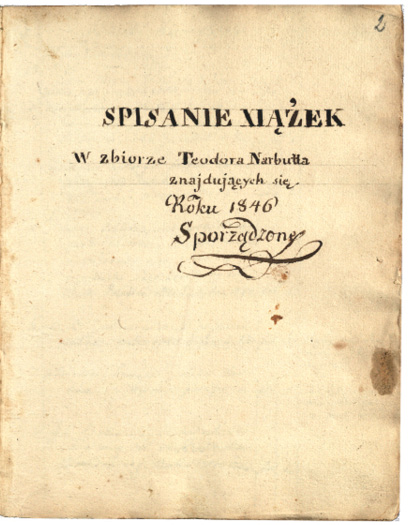 2
SPISANIE XIĄŻEK
W zbiorze Teodora Narbutta
znajdujących się
Roku 1846
Sporządzone